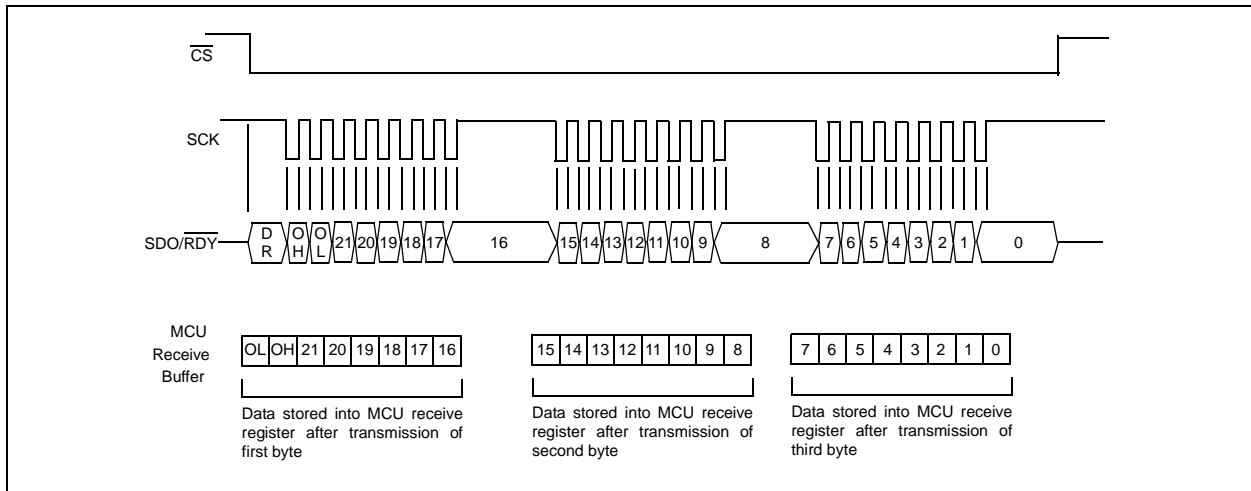 CS
SCK
SDO/RDY
D R O H O L 21 20 19 18 17 16 15 14 13 12 11 10 9 8 7 6 5 4 3 2 1 0
MCU
Receive
Buffer
OL OH 21 20 19 18 17 16
15 14 13 12 11 10 9 8
7 6 5 4 3 2 1 0
Data stored into MCU receive
register after transmission of
first byte
Data stored into MCU receive
register after transmission of
second byte
Data stored into MCU receive
register after transmission of
third byte